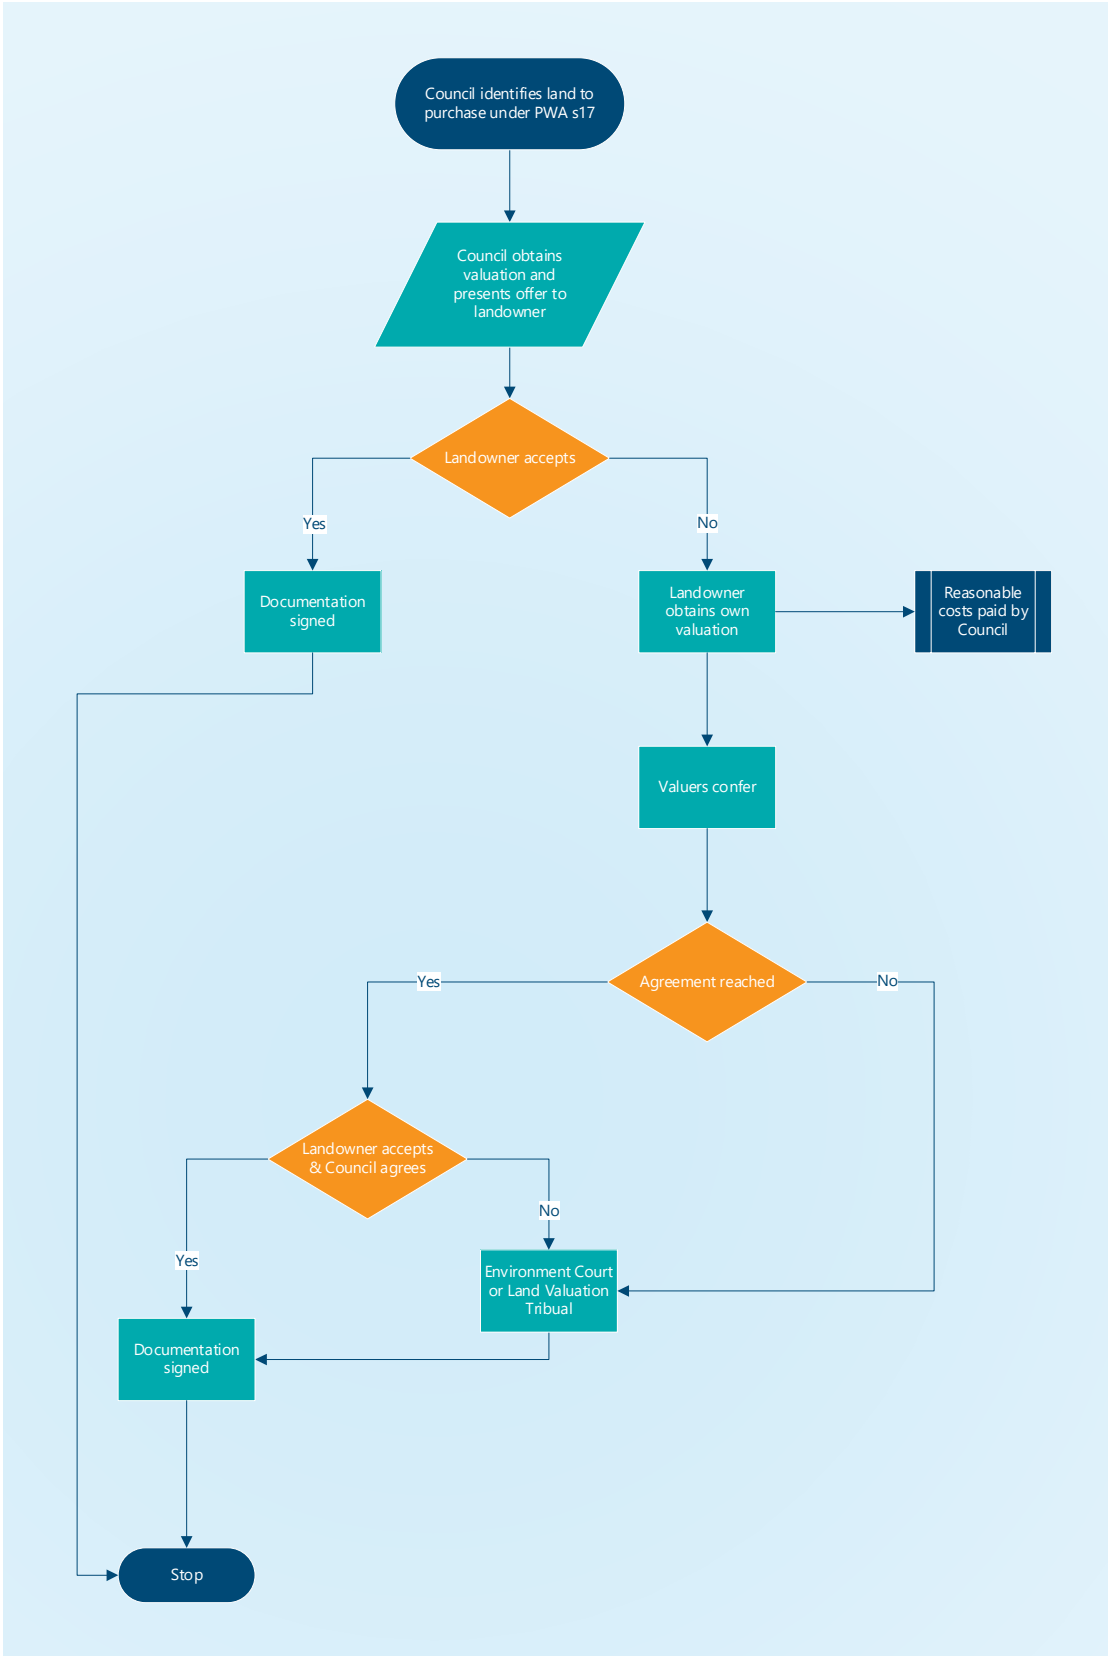 Council identifies land to
purchase under PWA s17
Council obtains
valuation and
presents offer to
landowner
Landowner accepts
Yes
No
Documentation
signed
Landowner
obtains own
valuation
Reasonable
costs paid by
Council
Valuers confer
Agreement reached
Yes
No
Landowner accepts
& Council agrees
No
Yes
Environment Court
or Land Valuation
Tribual
Documentation
signed
Stop